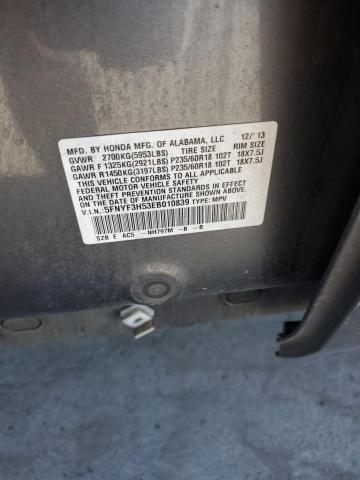 MFD. BY HONDA MFG. OF ALABAMA, LLC 12/'13
GVWR 2700KG(5953LBS) TIRE SIZE RIM SIZE
GAWR F 1325KG(2921LBS) P235/60R18 102T 18X7.5J
GAWR R1450KG(3197LBS) P235/60R18 102T 18X7.5J
THIS VEHICLE CONFORMS TO ALL APPLICABLE
FEDERAL MOTOR VEHICLE SAFETY AND
THEFT PREVENTION STANDARDS IN EFFECT ON THE
DATE OF MANUFACTURE SHOWN ABOVE.
V.I.N.:5FNYF3H53EB010839 TYPE: MPV
SZB E AC5 -NH797M -B -B